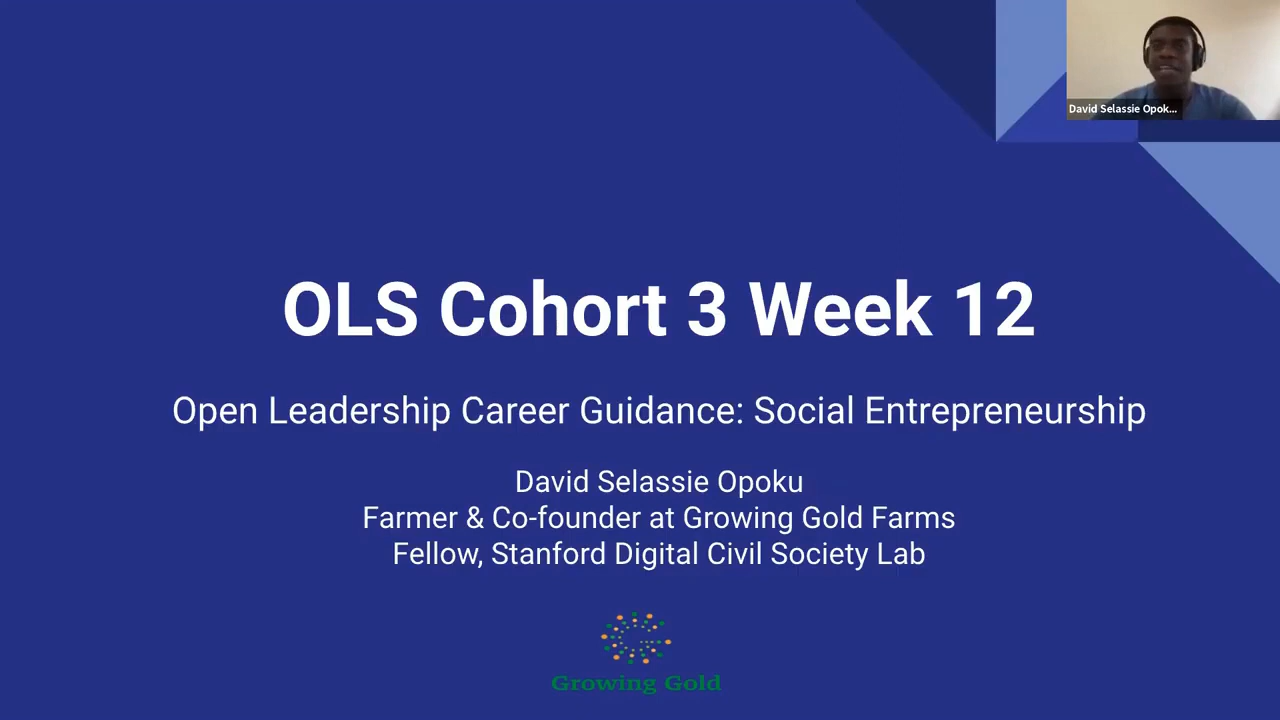 David Selassie Opok...
OLS Cohort 3 Week 12
Open Leadership Career Guidance: Social Entrepreneurship
David Selassie Opoku
Farmer & Co-founder at Growing Gold Farms
Fellow, Stanford Digital Civil Society Lab
Growing Gold